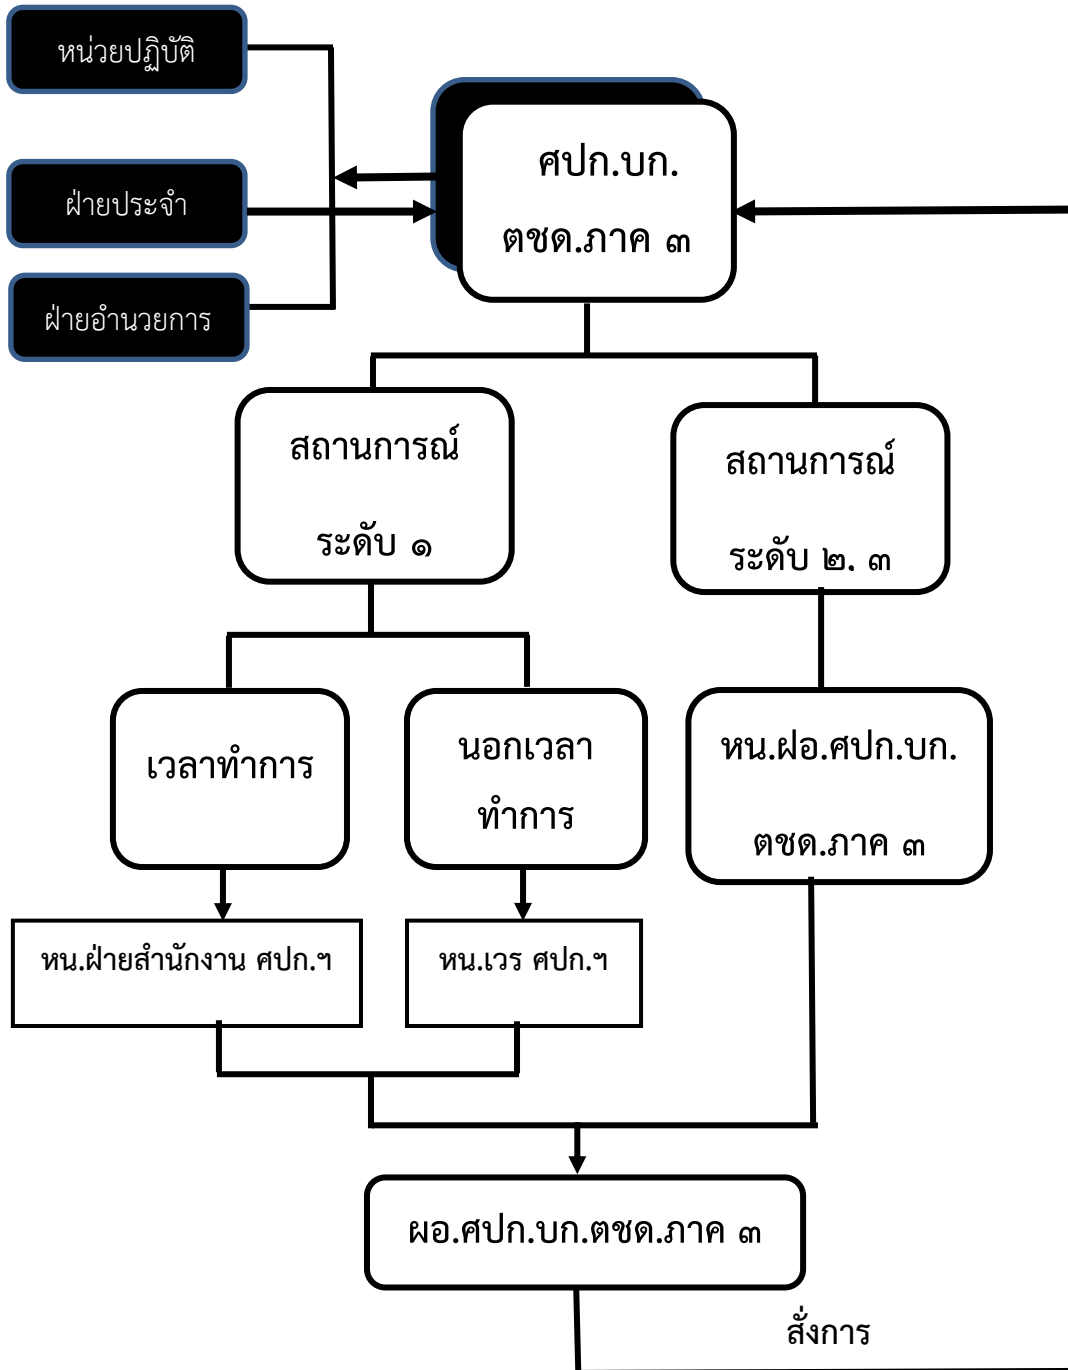 หน่วยปฏิบัติ
ศปก.บก.
ตชด.ภาค ๓
ฝ่ายประจำ
ฝ่ายอำนวยการ
สถานการณ์
ระดับ ๑
สถานการณ์
ระดับ ๒. ๓
เวลาทำการ
นอกเวลา
ทำการ
หน.ฝอ.ศปก.บก.
ตชด.ภาค ๓
หน.ฝ่ายสำนักงาน ศปก.ฯ
หน.เวร ศปก.ฯ
ผอ.ศปก.บก.ตชด.ภาค ๓
สั่งการ